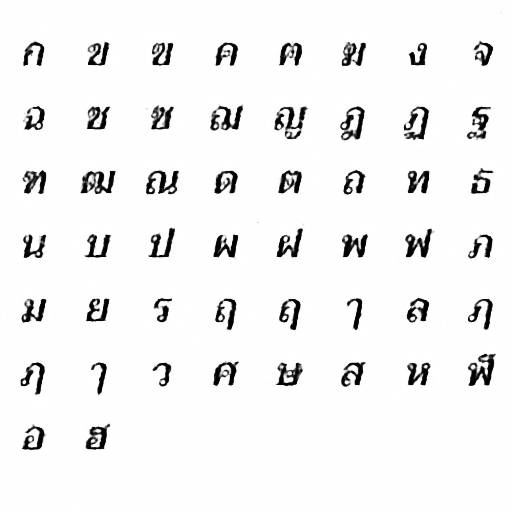 ก ข ฃ ค ฅ ฆ ง จ
ฉ ช ซ ฌ ญ ฎ ฏ ฐ
ฑ ฒ ณ ด ต ถ ท ธ
น บ ป ผ ฝ พ ฟ ภ
ม ย ร ฤ ฤ ๅ ล ฦ
ฦ ๅ ว ศ ษ ส ห ฬ
อ ฮ